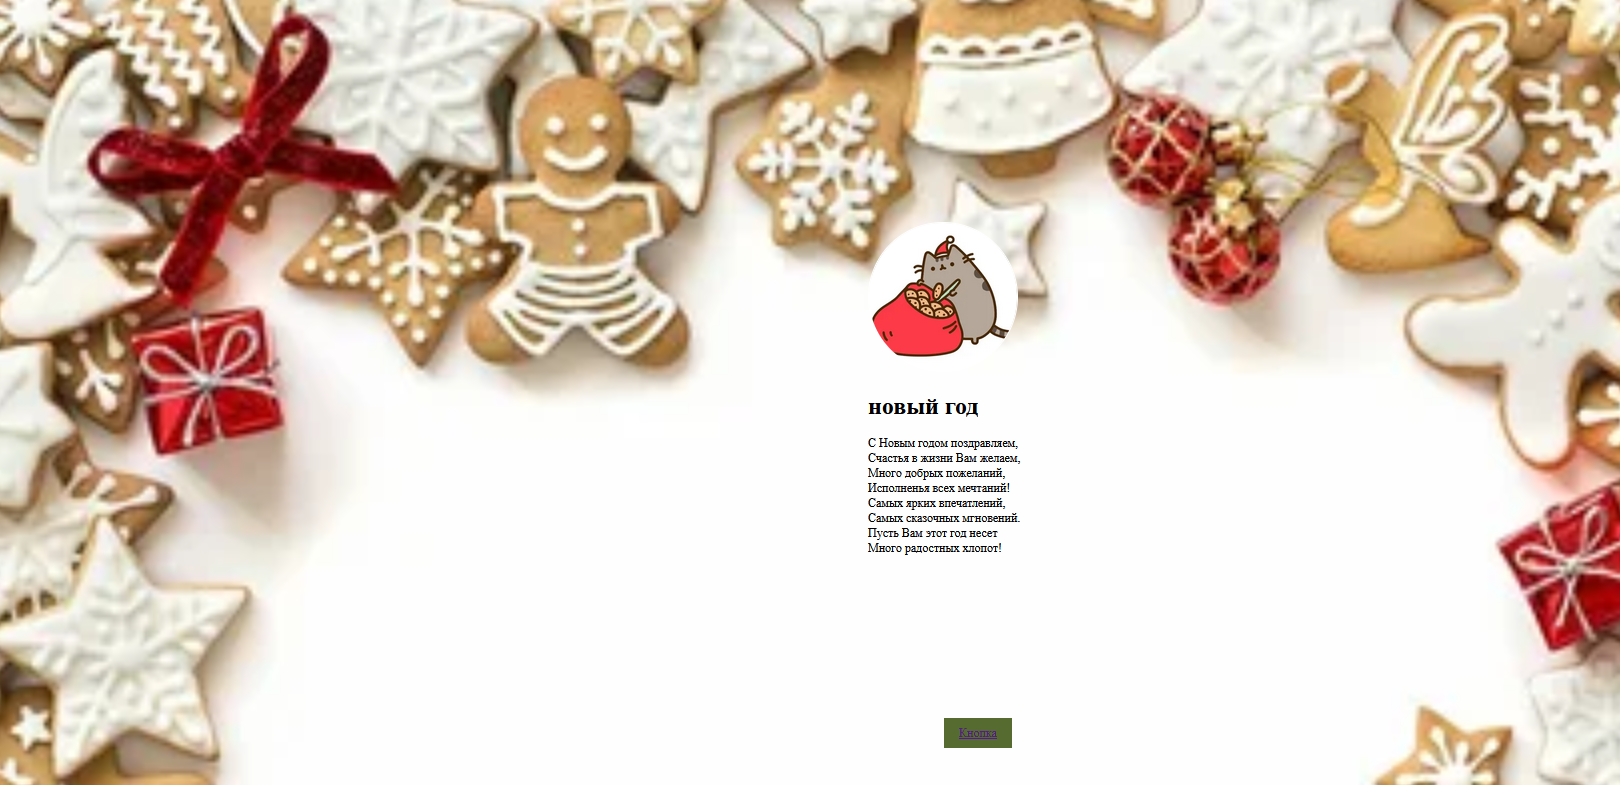 новый год
С Новым годом поздравляем,
Счастья в жизни Вам желаем,
Много добрых пожеланий,
Исполненья всех мечтаний!
Самых ярких впечатлений,
Самых сказочных мгновений.
Пусть Вам этот год несет
Много радостных хлопот!
Кнопка